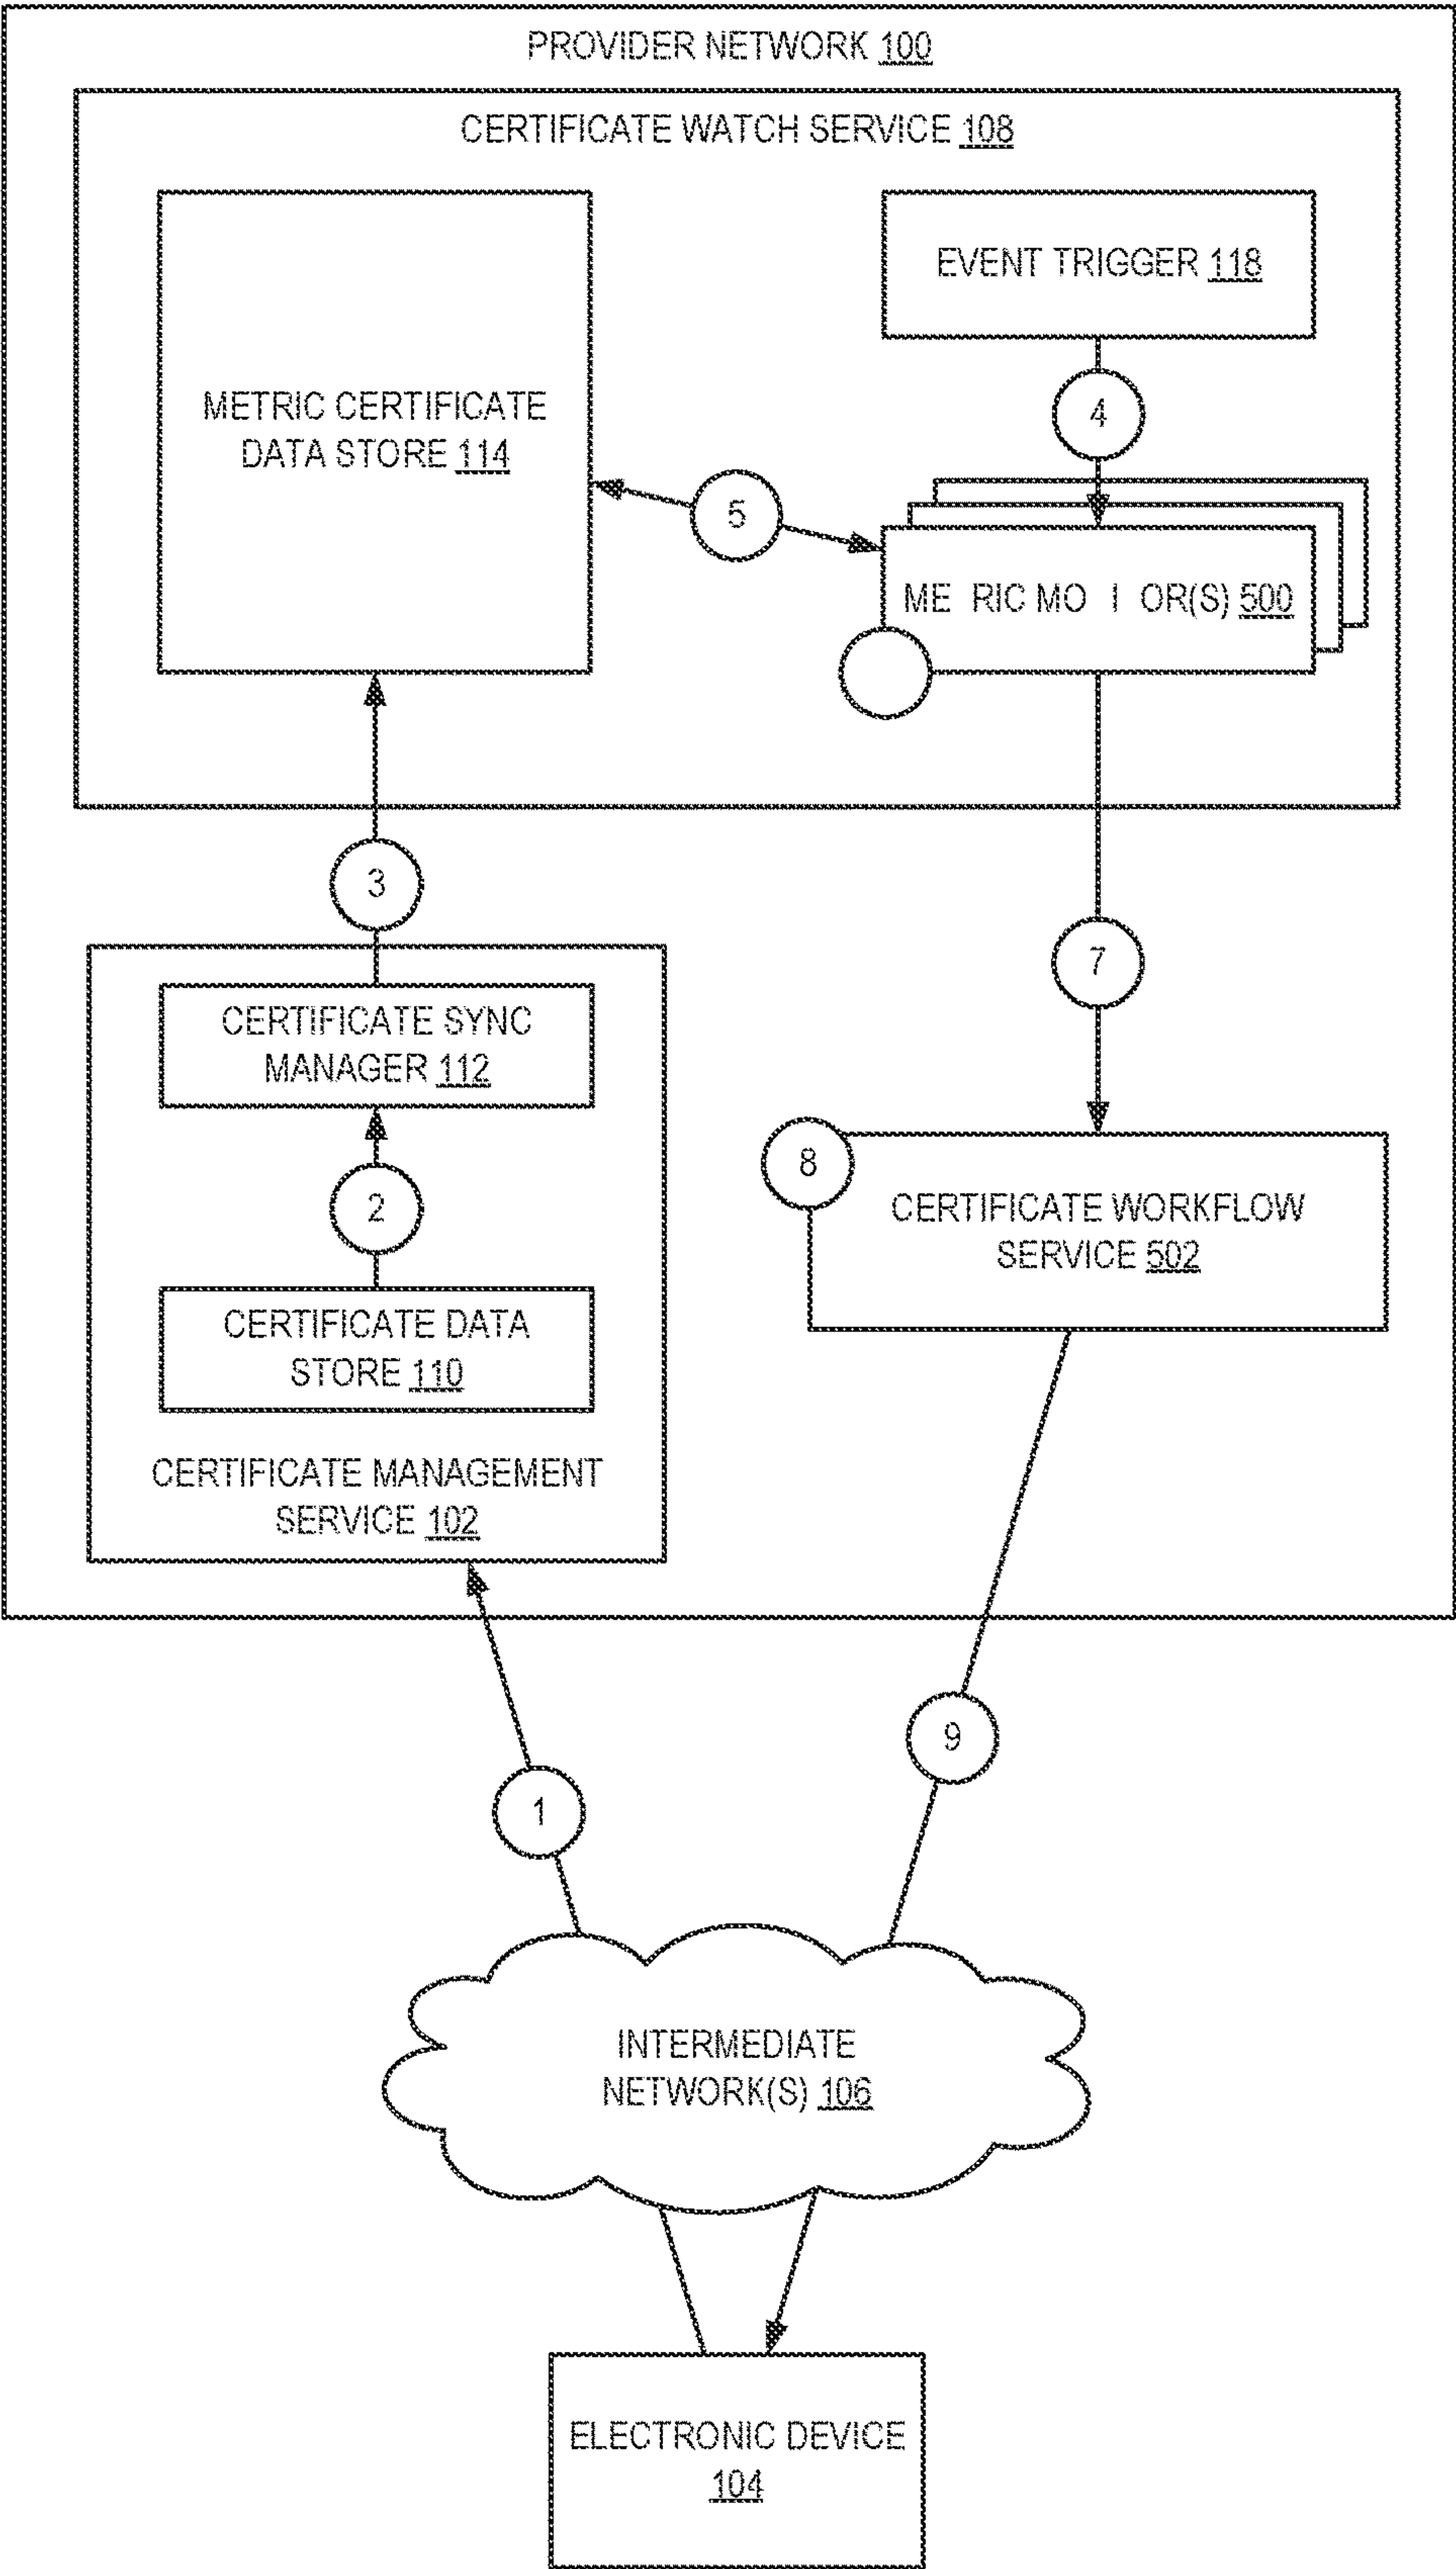 PROVIDER NETWORK 100
CERTIFICATE WATCH SERVICE 108
EVENT TRIGGER 118
METRIC CERTIFICATE
DATA STORE 114
4
5
ME RIC MO I OR(S) 500
3
7
CERTIFICATE SYNC
MANAGER 112
8
2
CERTIFICATE WORKFLOW
SERVICE 502
CERTIFICATE DATA
STORE 110
CERTIFICATE MANAGEMENT
SERVICE 102
9
1
INTERMEDIATE
NETWORK(S) 106
ELECTRONIC DEVICE
104